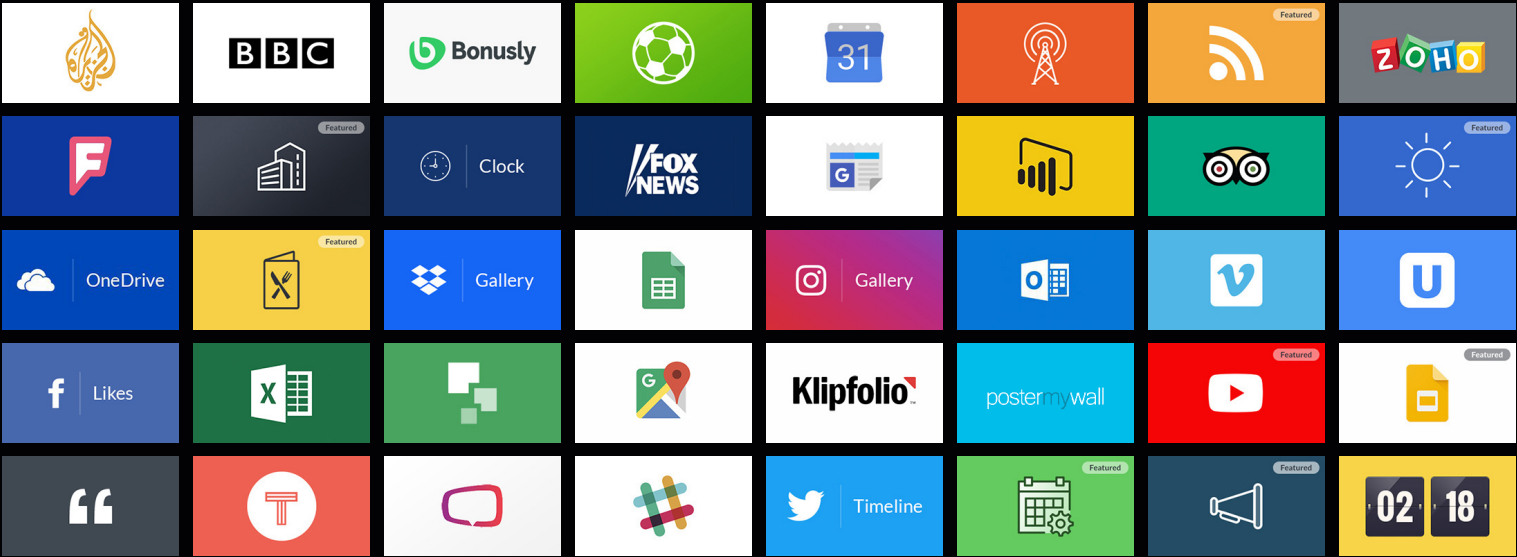 BBC
Bonusly
31
Featured
ZOHO
Featured
Clock
FOX
NEWS
G
Featured
OneDrive
Featured
Gallery
Gallery
O
U
f
Likes
X
G
Klipfolio™
postermywall
Featured
Featured
“
T
Timeline
Featured
Featured
02 18